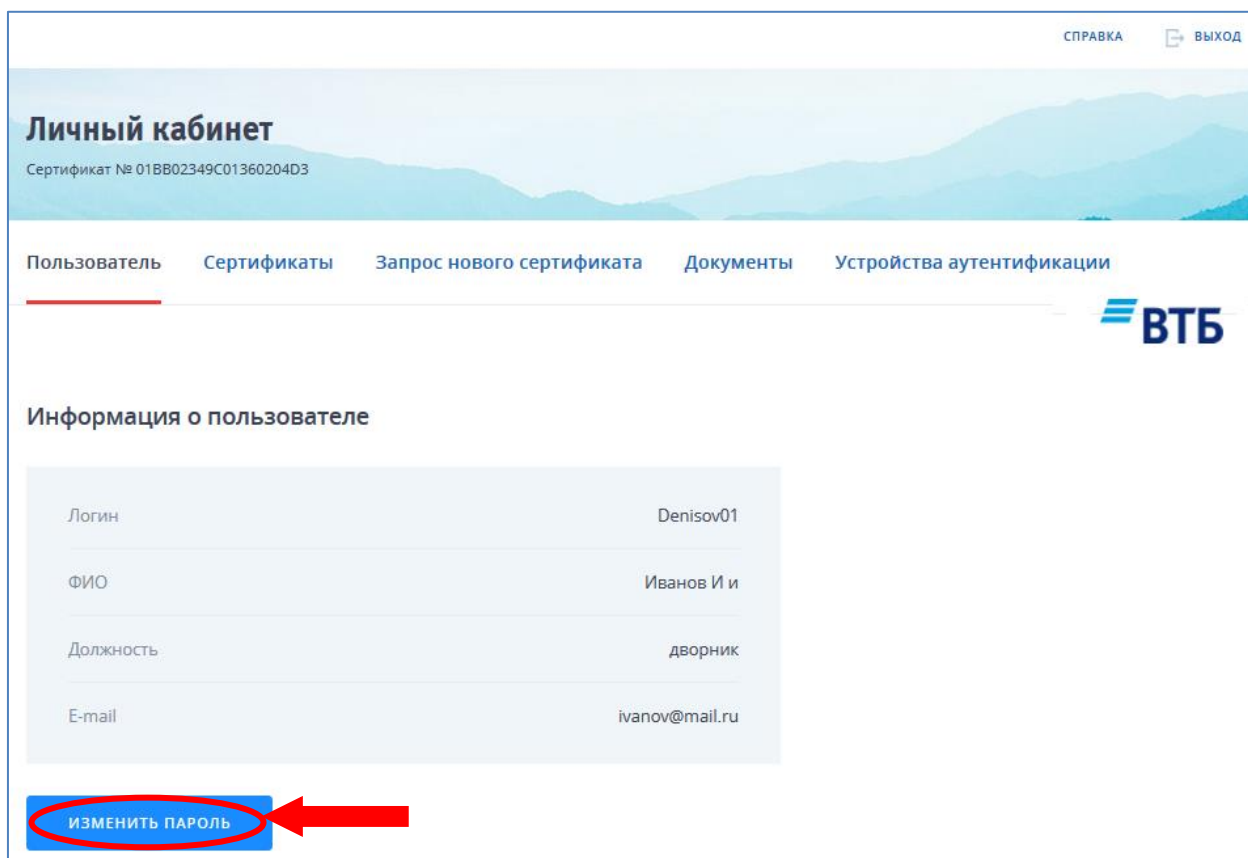 СПРАВКА ВЫХОД
Личный кабинет
Сертификат № 01BB02349C01360204D3
Пользователь Сертификаты Запрос нового сертификата Документы Устройства аутентификации
ВТБ
Информация о пользователе
Логин Denisov01
ФИО Иванов И и
Должность дворник
E-mail ivanov@mail.ru
ИЗМЕНИТЬ ПАРОЛЬ